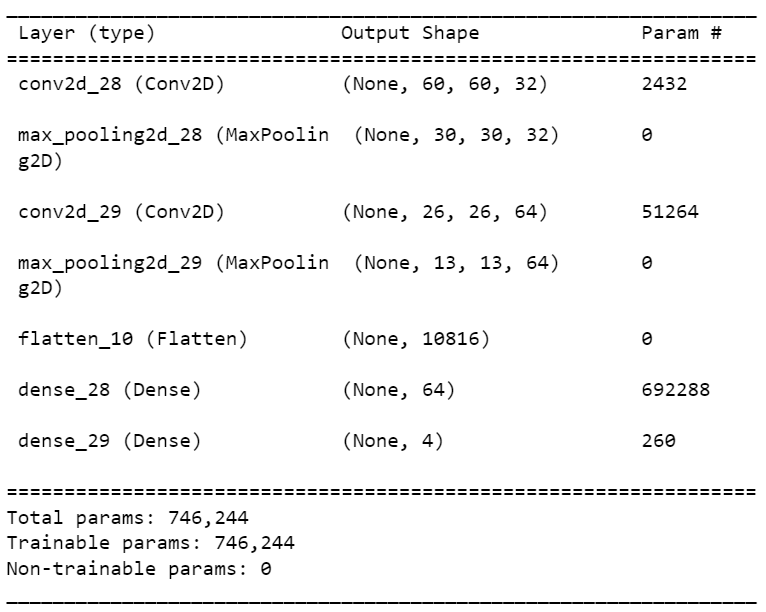 Layer (type) Output Shape Param #
conv2d_28 (Conv2D) (None, 60, 60, 32) 2432
max_pooling2d_28 (MaxPoolin (None, 30, 30, 32) 0
g2D)
conv2d_29 (Conv2D) (None, 26, 26, 64) 51264
max_pooling2d_29 (MaxPoolin (None, 13, 13, 64) 0
g2D)
flatten_10 (Flatten) (None, 10816) 0
dense_28 (Dense) (None, 64) 692288
dense_29 (Dense) (None, 4) 260
Total params: 746,244
Trainable params: 746,244
Non-trainable params: 0